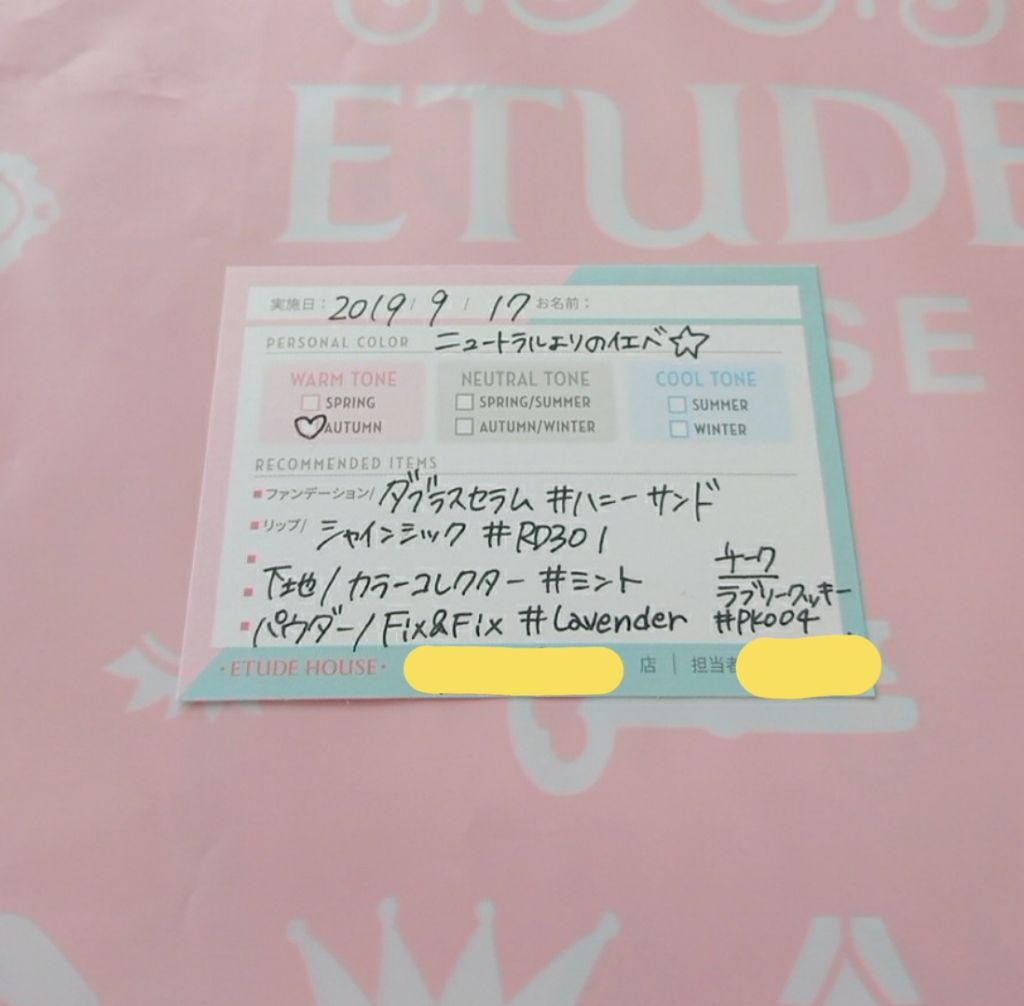 ETUDE
HOUSE
実施日： 2019 / 9 / 17 お名前：
PERSONAL COLOR ニュートラルよりのイエベ☆
WARM TONE
SPRING
AUTUMN
NEUTRAL TONE
SPRING/SUMMER
AUTUMN/WINTER
COOL TONE
SUMMER
WINTER
RECOMMENDED ITEMS
ファンデーション/ ダブラスセラム #ハニーサンド
リップ/ シャインシック #RD301
下地/カラーコレクター #ミント
パウダー/Fix&Fix #Lavender
チーク
ラブリークッキー
#PK004
・ETUDE HOUSE・ 店 | 担当者